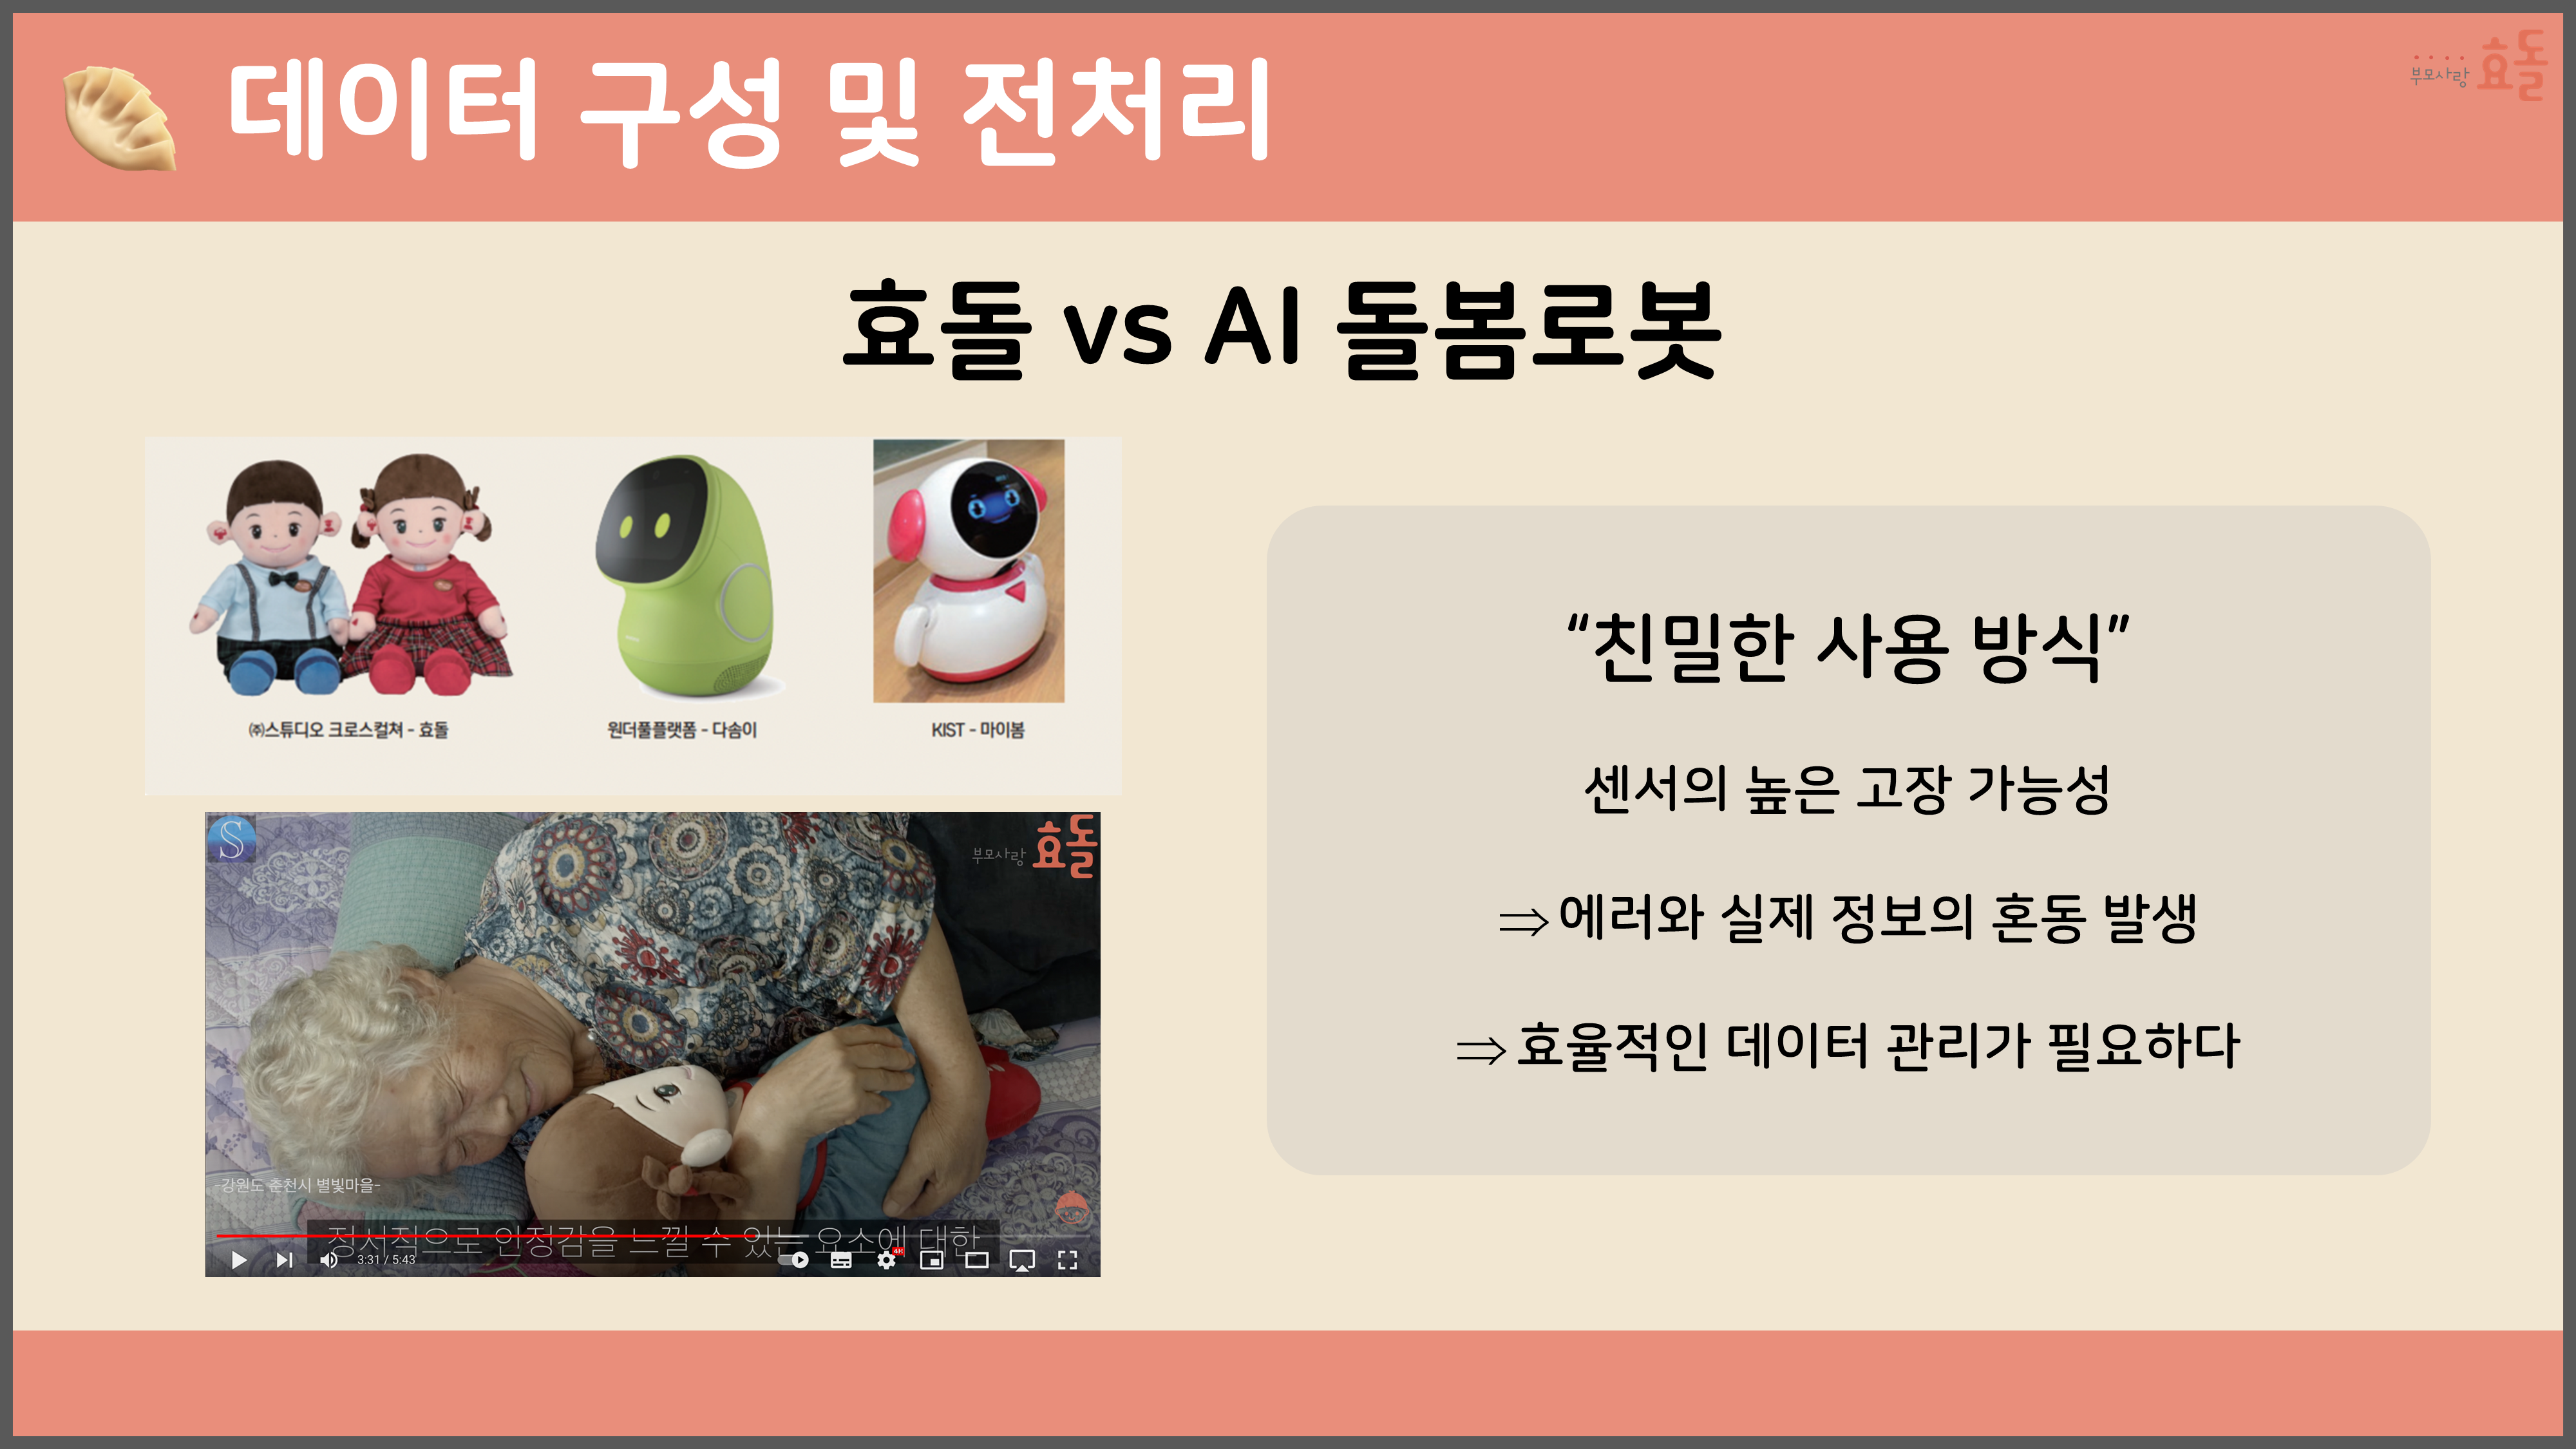 데이터 구성 및 전처리
부모사랑 효돌
효돌 vs AI 돌봄로봇
㈜스튜디오 크로스컬쳐 - 효돌
원더풀플랫폼 - 다솜이
KIST - 마이봄
S
부모사랑 효돌
-강원도 춘천시 별빛마을-
정서적으로 안정감을 느낄 수 있는 요소에 대한
3:31 / 5:43
4K
“친밀한 사용 방식”
센서의 높은 고장 가능성
⇒ 에러와 실제 정보의 혼동 발생
⇒ 효율적인 데이터 관리가 필요하다